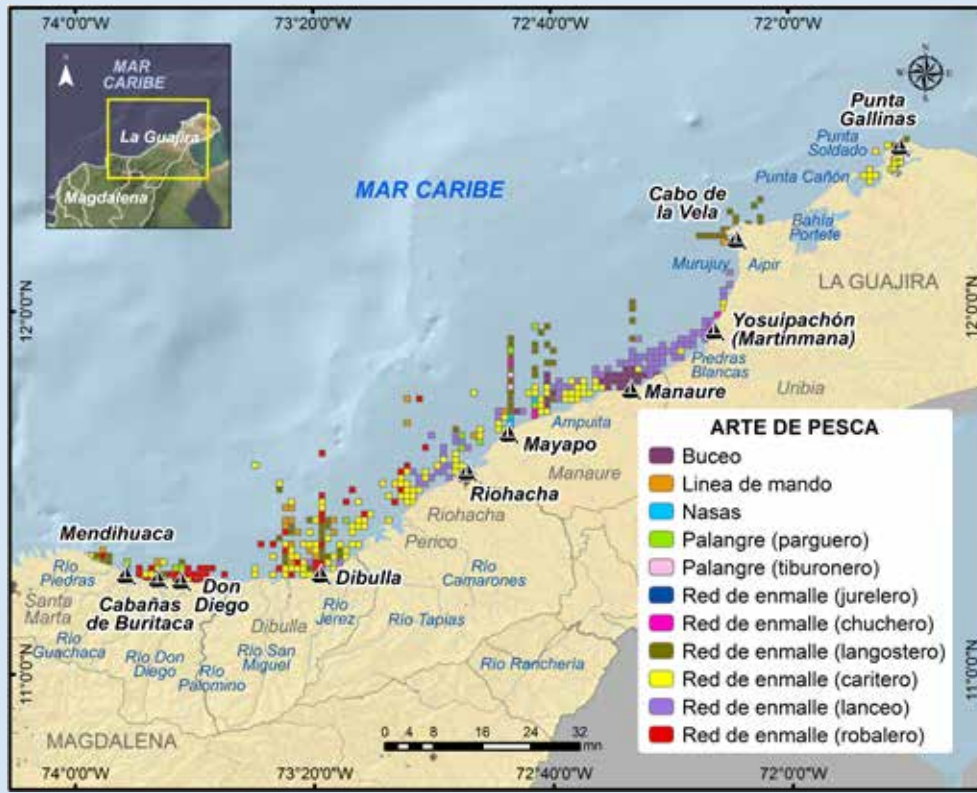 74°0'0"W 73°20'0"W 72°40'0"W 72°0'0"W
MAR
CARIBE
La Guajira
Magdalena
N
N
W
E
S
Punta
Gallinas
Punta
Soldado
Punta Cañón
MAR CARIBE
Cabo de
la Vela
Bahía
Portete
Murujuy
Aipir
LA GUAJIRA
12°0'0"N
12°0'0"N
Yosuipachón
(Martinmana)
Piedras
Blancas
Uribia
Manaure
Ampuita
Mayapo
Manaure
Riohacha
Riohacha
Perico
Mendihuaca
Río
Piedras
Santa
Marta
Cabañas
de Buritaca
Don
Diego
Dibulla
Dibulla
Río
Jerez
Río
Camarones
Río Tapias
Río
Guachaca
Río Don
Diego
Río
Palomino
Río San
Miguel
Río Ranchería
11°0'0"N
11°0'0"N
MAGDALENA
0 4 8 16 24 32
mn
ARTE DE PESCA
Buceo
Linea de mando
Nasas
Palangre (parguero)
Palangre (tiburonero)
Red de enmalle (jurelero)
Red de enmalle (chuchero)
Red de enmalle (langostero)
Red de enmalle (caritero)
Red de enmalle (lanceo)
Red de enmalle (robalero)
74°0'0"W 73°20'0"W 72°40'0"W 72°0'0"W